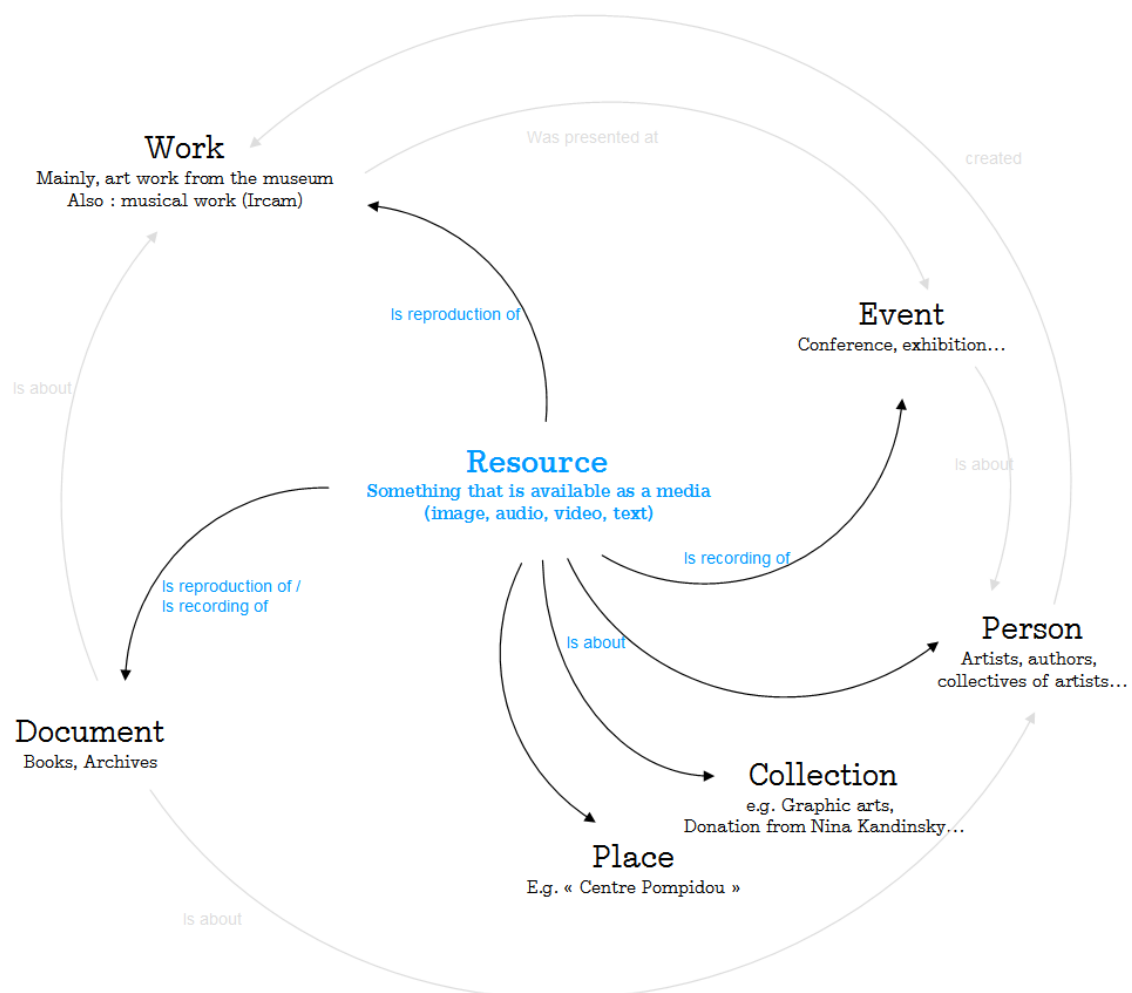 Was presented at
Work
created
Mainly, art work from the museum
Also : musical work (Ircam)
Is reproduction of
Event
Conference, exhibition…
Is about
Resource
Is about
Something that is available as a media
(image, audio, video, text)
Is recording of
Is reproduction of /
Is recording of
Is about
Person
Artists, authors,
collectives of artists…
Document
Books, Archives
Collection
e.g. Graphic arts,
Donation from Nina Kandinsky…
Place
E.g. « Centre Pompidou »
Is about